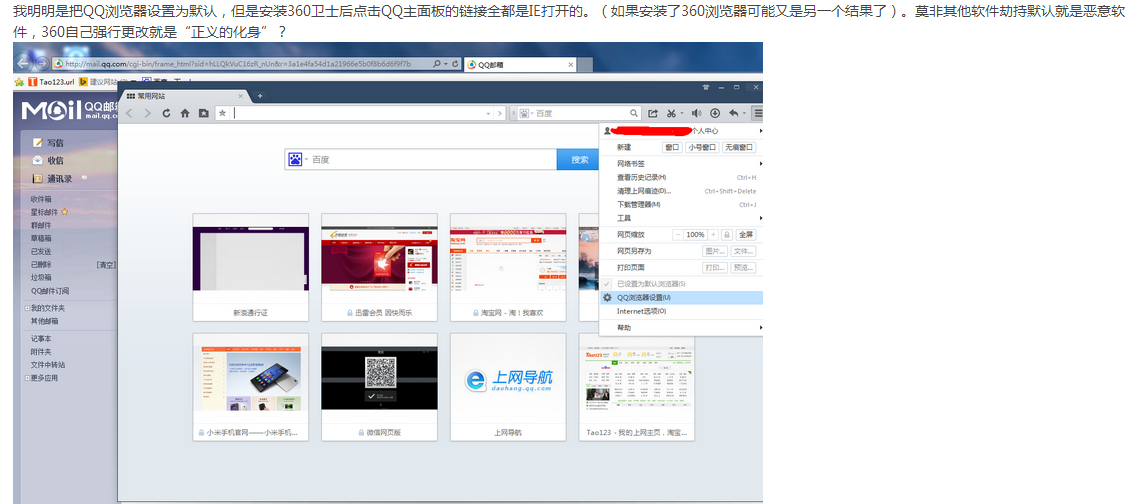 我明明是把QQ浏览器设置为默认，但是安装360卫士后点击QQ主面板的链接全都是IE打开的。（如果安装了360浏览器可能又是另一个结果了）。莫非其他软件劫持默认就是恶意软
件，360自己强行更改就是“正义的化身”？
QQ邮箱
Tao123.url
建议网站
常用网站
MOil QQ邮箱
mail.qq.com
百度
写信
收信
通讯录
收件箱
星标邮件
群邮件
草稿箱
已发送
已删除 [清空]
垃圾箱
QQ邮件订阅
我的文件夹
其他邮箱
记事本
附件夹
文件中转站
更多应用
百度
搜索
新浪通行证
迅雷会员 因快而乐
淘宝网 - 淘！我喜欢
上网导航
daohang.qq.com
小米手机官网——小米手机...
微信网页版
上网导航
Tao123 - 我的上网主页，淘宝...
个人中心
新建 窗口 小号窗口 无痕窗口
网络书签
查看历史记录(H) Ctrl+H
清理上网痕迹(D)... Ctrl+Shift+Delete
下载管理器(M) Ctrl+J
工具
网页缩放 - 100% + 全屏
网页另存为 图片... 文件...
打印页面 打印... 预览...
已设置为默认浏览器(S)
QQ浏览器设置(U)
Internet选项(O)
帮助